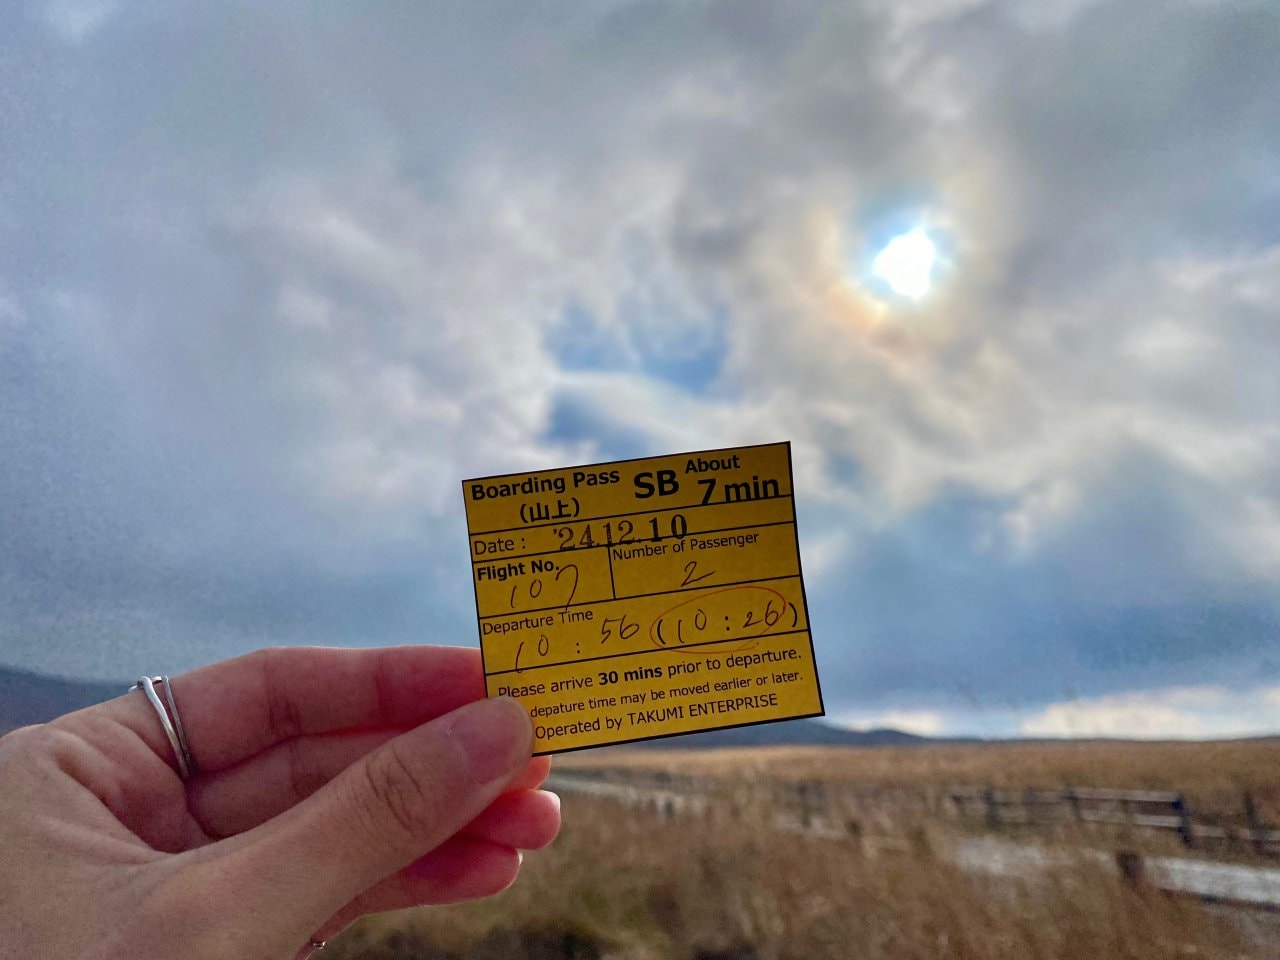 Boarding Pass SB About
(山上) 7 min
Date : '24.12.10
Flight No. Number of Passenger
107 2
Departure Time
10 : 56 (10 : 26)
Please arrive 30 mins prior to departure.
depature time may be moved earlier or later.
Operated by TAKUMI ENTERPRISE